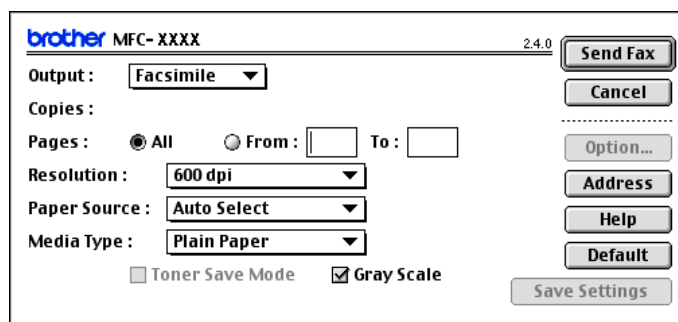 brother MFC-XXXX 2.4.0
Send Fax
Output : Facsimile
Cancel
Copies :
Pages : All From : To :
Option...
Resolution : 600 dpi
Address
Paper Source : Auto Select
Help
Media Type : Plain Paper
Default
Toner Save Mode Gray Scale
Save Settings